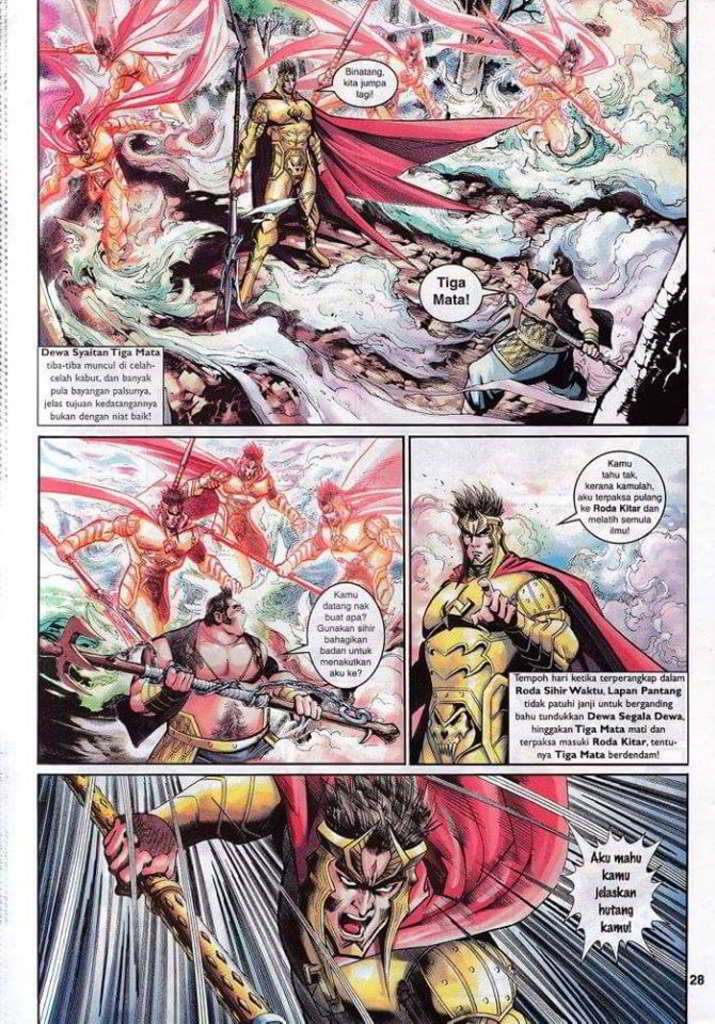 Binatang,
kita jumpa
lagi!
Tiga
Mata!
Dewa Syaitan Tiga Mata
tiba-tiba muncul di celah-
celah kabut, dan banyak
pula bayangan palsunya,
jelas tujuan kedatangannya
bukan dengan niat baik!
Kamu
datang nak
buat apa?
Gunakan sihir
bahagikan
badan untuk
menakutkan
aku ke?
Kamu
tahu tak,
kerana kamulah,
aku terpaksa pulang
ke Roda Kitar dan
melatih semula
ilmu!
Tempoh hari ketika terperangkap dalam
Roda Sihir Waktu, Lapan Pantang
tidak patuhi janji untuk berganding
bahu tundukkan Dewa Segala Dewa,
hinggakan Tiga Mata mati dan
terpaksa masuki Roda Kitar, tentu-
nya Tiga Mata berdendam!
Aku mahu
kamu
jelaskan
hutang
kamu!
28